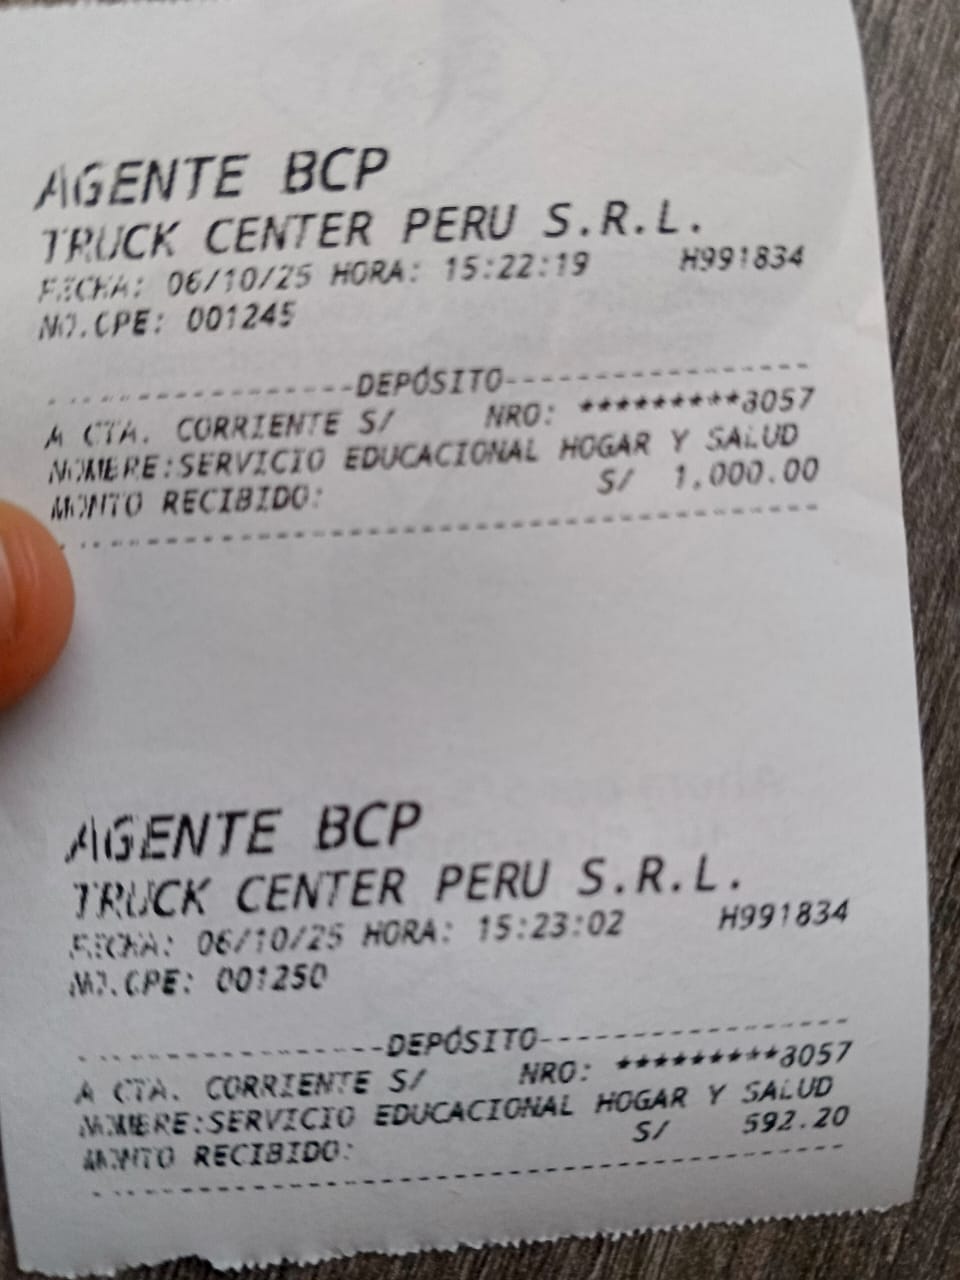 AGENTE BCP
TRUCK CENTER PERU S.R.L.
FECHA: 06/10/25 HORA: 15:22:19 H991834
NO.CPE: 001245
------------------DEPÓSITO------------------
A CTA. CORRIENTE S/ NRO: *********3057
NOMBRE:SERVICIO EDUCACIONAL HOGAR Y SALUD
MONTO RECIBIDO: S/ 1,000.00
AGENTE BCP
TRUCK CENTER PERU S.R.L.
FECHA: 06/10/25 HORA: 15:23:02 H991834
NO.CPE: 001250
------------------DEPÓSITO------------------
A CTA. CORRIENTE S/ NRO: *********3057
NOMBRE:SERVICIO EDUCACIONAL HOGAR Y SALUD
MONTO RECIBIDO: S/ 592.20